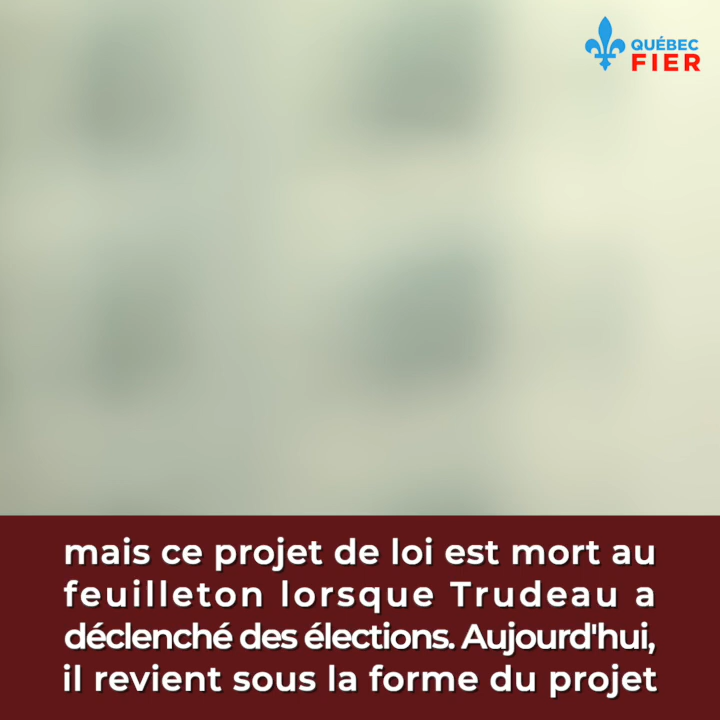 QUÉBEC
FIER
mais ce projet de loi est mort au
feuilleton lorsque Trudeau a
déclenché des élections. Aujourd'hui,
il revient sous la forme du projet